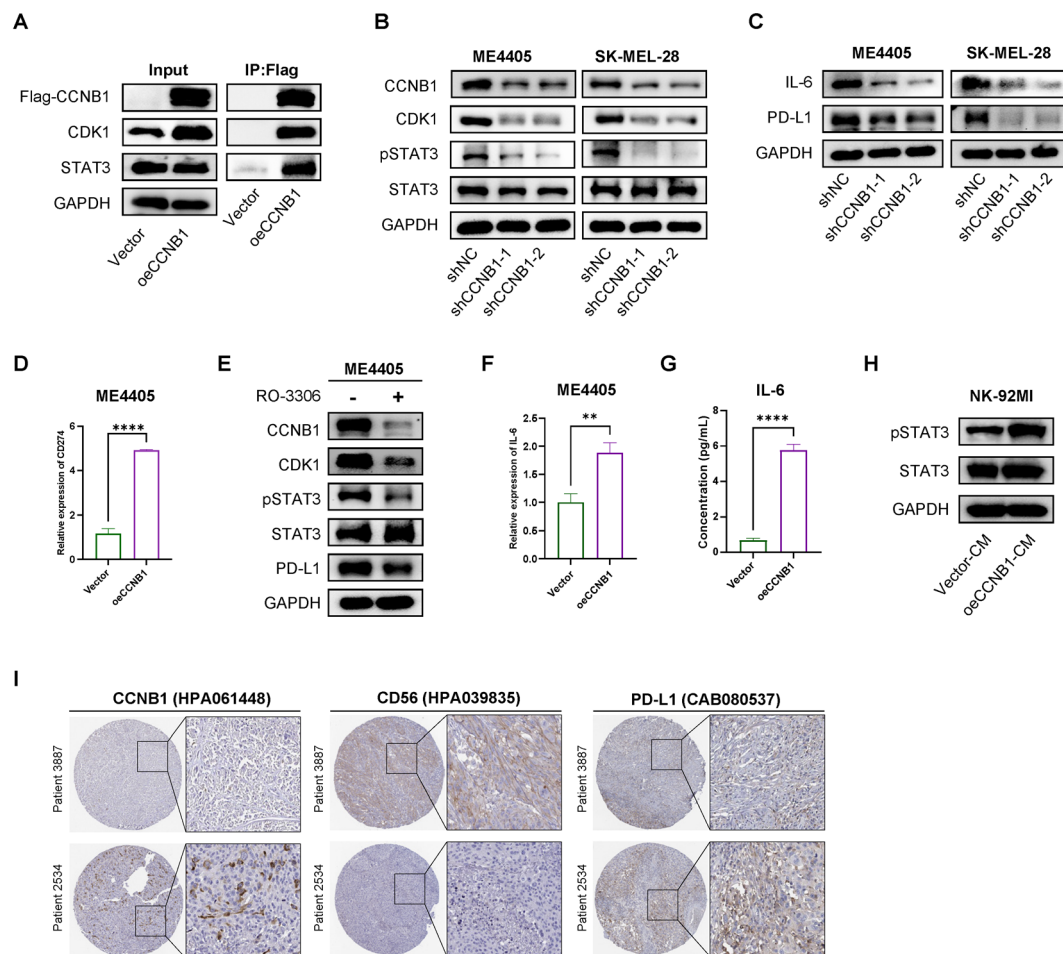 A
Input IP:Flag
Flag-CCNB1
CDK1
STAT3
GAPDH
Vector
oeCCNB1
Vector
oeCCNB1
B
ME4405 SK-MEL-28
CCNB1
CDK1
pSTAT3
STAT3
GAPDH
shNC
shCCNB1-1
shCCNB1-2
shNC
shCCNB1-1
shCCNB1-2
C
ME4405 SK-MEL-28
IL-6
PD-L1
GAPDH
shNC
shCCNB1-1
shCCNB1-2
shNC
shCCNB1-1
shCCNB1-2
D
ME4405
Relative expression of CD274
6
4
2
0
****
Vector
oeCCNB1
E
ME4405
RO-3306 - +
CCNB1
CDK1
pSTAT3
STAT3
PD-L1
GAPDH
F
ME4405
Relative expression of IL-6
2.5
2.0
1.5
1.0
0.5
0.0
**
Vector
oeCCNB1
G
IL-6
Concentration (pg/mL)
8
6
4
2
0
****
Vector
oeCCNB1
H
NK-92MI
pSTAT3
STAT3
GAPDH
Vector-CM
oeCCNB1-CM
I
CCNB1 (HPA061448) CD56 (HPA039835) PD-L1 (CAB080537)
Patient 3887
Patient 3887
Patient 3887
Patient 2534
Patient 2534
Patient 2534